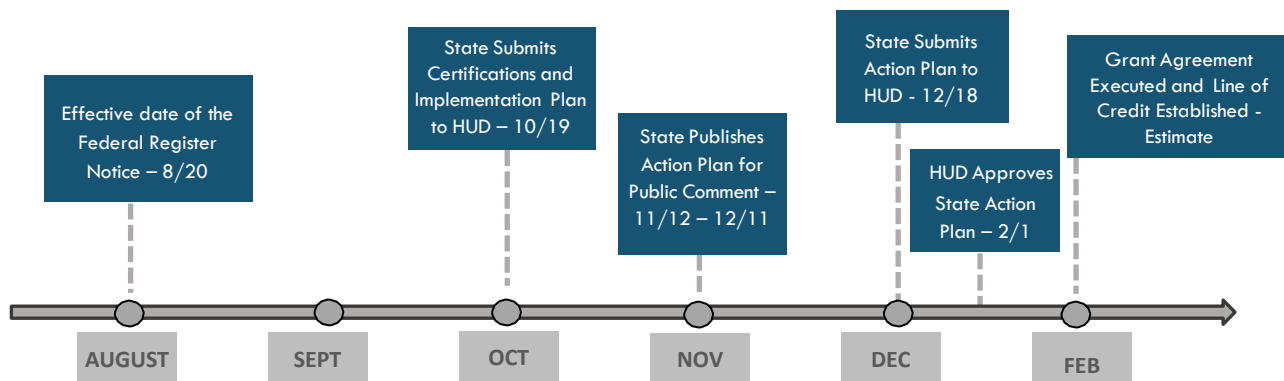 Effective date of the
Federal Register
Notice – 8/20
State Submits
Certifications and
Implementation Plan
to HUD – 10/19
State Publishes
Action Plan for
Public Comment –
11/12 – 12/11
State Submits
Action Plan to
HUD - 12/18
HUD Approves
State Action
Plan – 2/1
Grant Agreement
Executed and Line of
Credit Established -
Estimate
AUGUST
SEPT
OCT
NOV
DEC
FEB